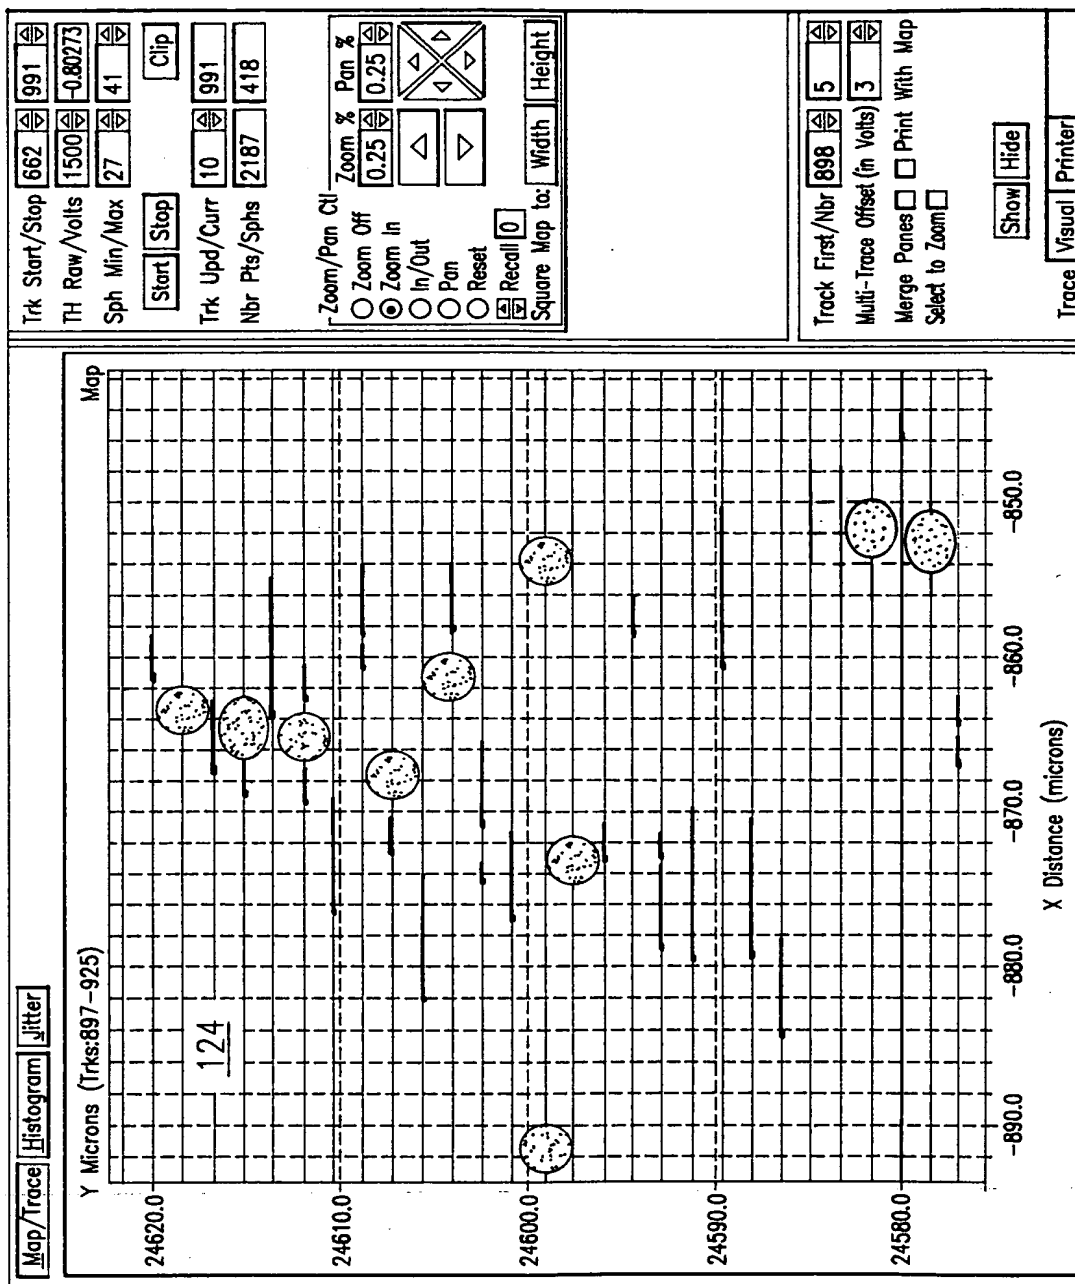 Map/Trace Histogram Jitter
Y Microns (Trks:897-925) Map
124
24620.0
24610.0
24600.0
24590.0
24580.0
-890.0 -880.0 -870.0 -860.0 -850.0
X Distance (microns)
Trk Start/Stop 662 991
TH Raw/Volts 1500 -0.80273
Sph Min/Max 27 41
Start Stop Clip
Trk Upd/Curr 10 991
Nbr Pts/Sphs 2187 418
Zoom/Pan Ctl
Zoom % Pan %
Zoom Off 0.25 0.25
Zoom In
In/Out
Pan
Reset
Recall 0
Square Map to: Width Height
Track First/Nbr 898 5
Multi-Trace Offset (in Volts) 3
Merge Panes Print With Map
Select to Zoom
Show Hide
Trace Visual Printer